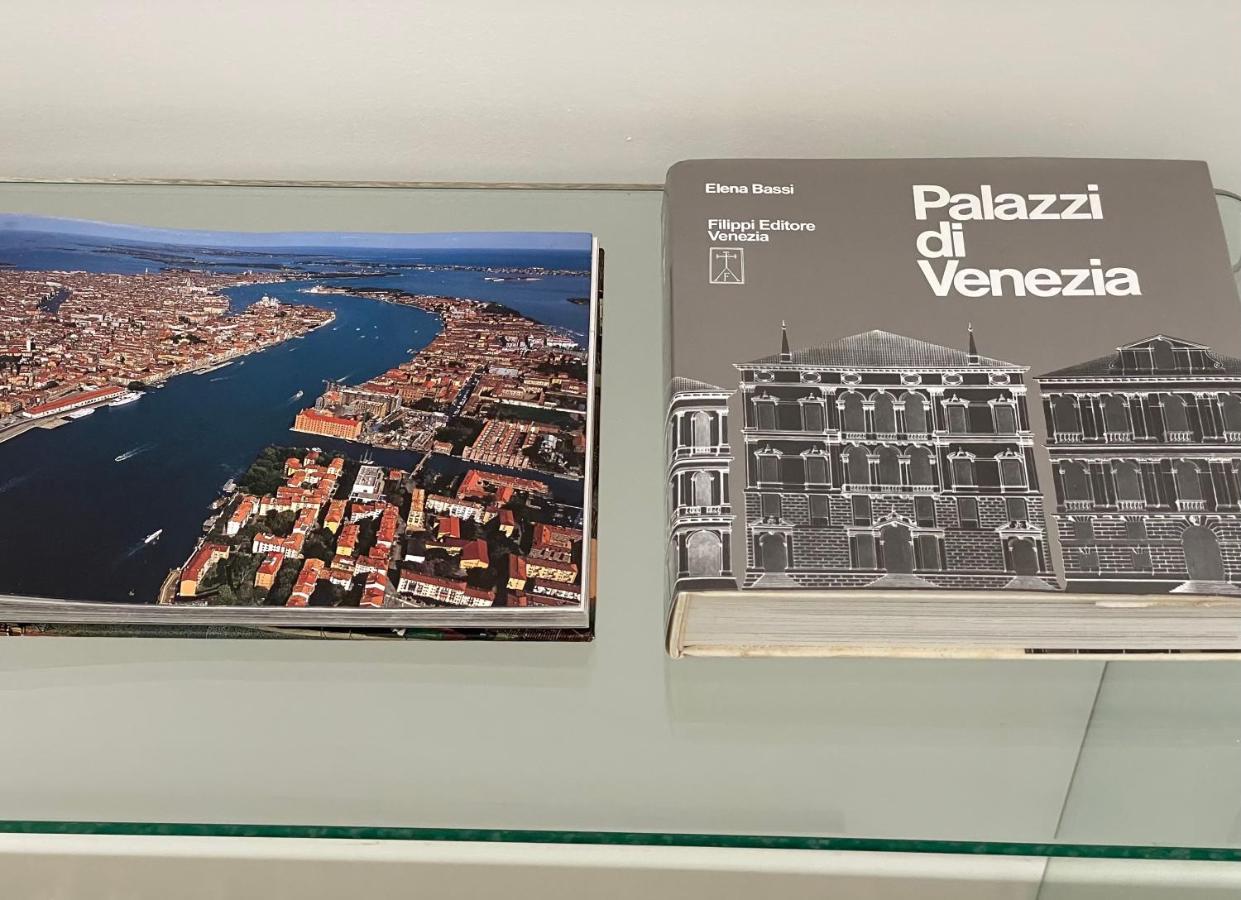 Elena Bassi
Filippi Editore
Venezia
F
Palazzi
di
Venezia